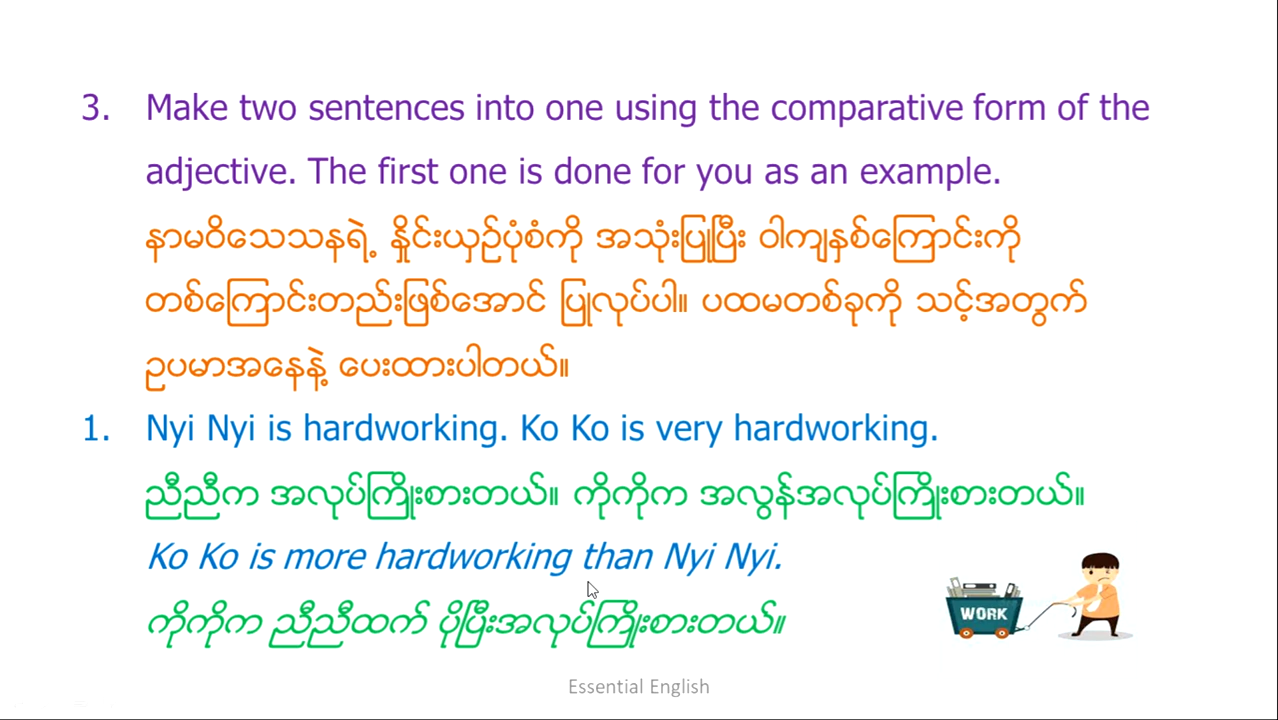 3. Make two sentences into one using the comparative form of the
adjective. The first one is done for you as an example.
နာမဝိသေသနရဲ့ နှိုင်းယှဉ်ပုံစံကို အသုံးပြုပြီး ဝါကျနှစ်ကြောင်းကို
တစ်ကြောင်းတည်းဖြစ်အောင် ပြုလုပ်ပါ။ ပထမတစ်ခုကို သင့်အတွက်
ဥပမာအနေနဲ့ ပေးထားပါတယ်။
1. Nyi Nyi is hardworking. Ko Ko is very hardworking.
ညီညီက အလုပ်ကြိုးစားတယ်။ ကိုကိုက အလွန်အလုပ်ကြိုးစားတယ်။
Ko Ko is more hardworking than Nyi Nyi.
ကိုကိုက ညီညီထက် ပိုပြီးအလုပ်ကြိုးစားတယ်။
WORK
Essential English